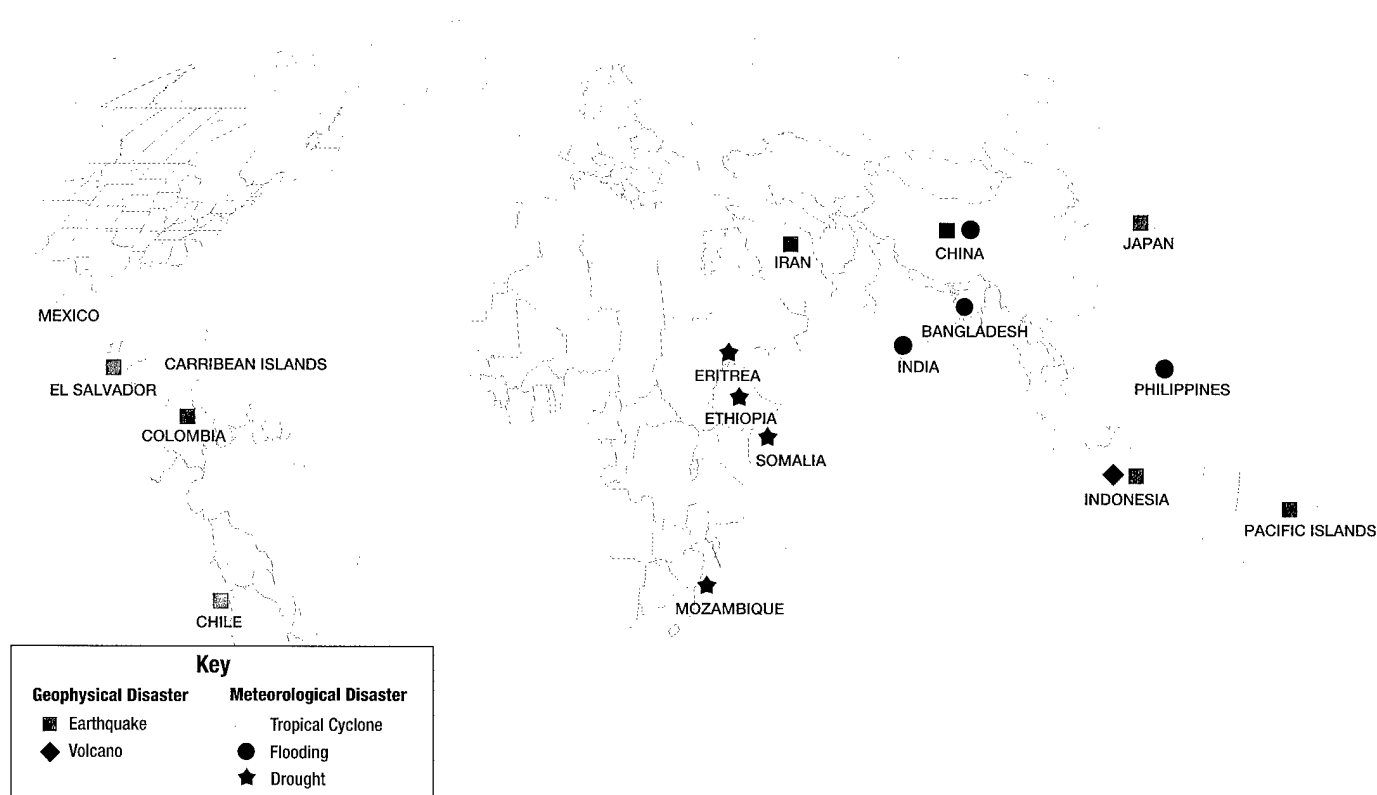 JAPAN
IRAN
CHINA
MEXICO
BANGLADESH
CARRIBEAN ISLANDS
INDIA
ERITREA
EL SALVADOR
PHILIPPINES
ETHIOPIA
COLOMBIA
SOMALIA
INDONESIA
PACIFIC ISLANDS
MOZAMBIQUE
CHILE
Key
Geophysical Disaster
Earthquake
Volcano
Meteorological Disaster
Tropical Cyclone
Flooding
Drought